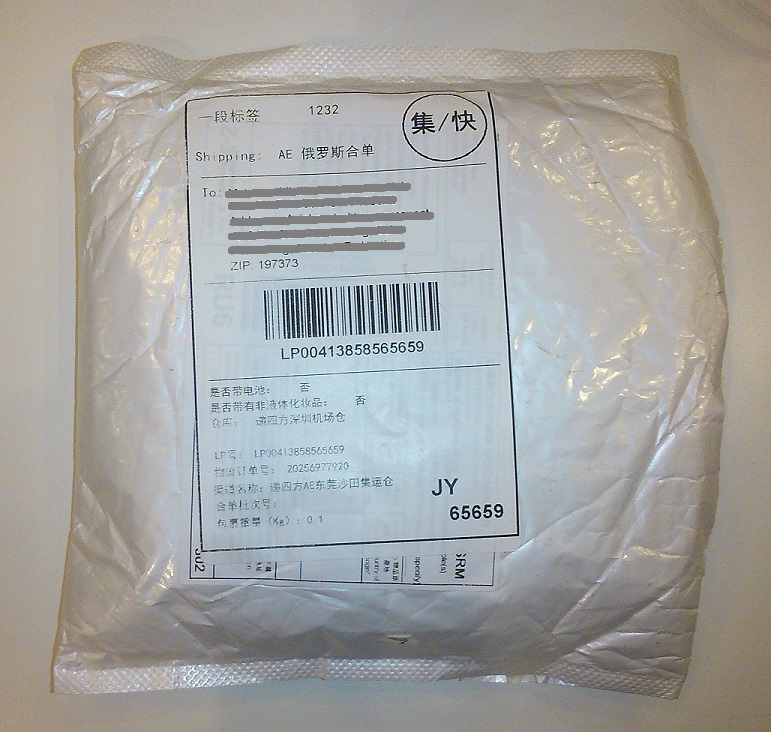 一段标签 1232 集/快
Shipping: AE 俄罗斯合单
To:
ZIP: 197373
LP00413858565659
是否带电池: 否
是否带有非液体化妆品: 否
仓库: 递四方深圳机场仓
LP号: LP00413858565659
物流订单号: 20256977920
渠道名称: 递四方AE东莞沙田集运仓
合单批次号:
包裹重量 (Kg) : 0.1
JY
65659